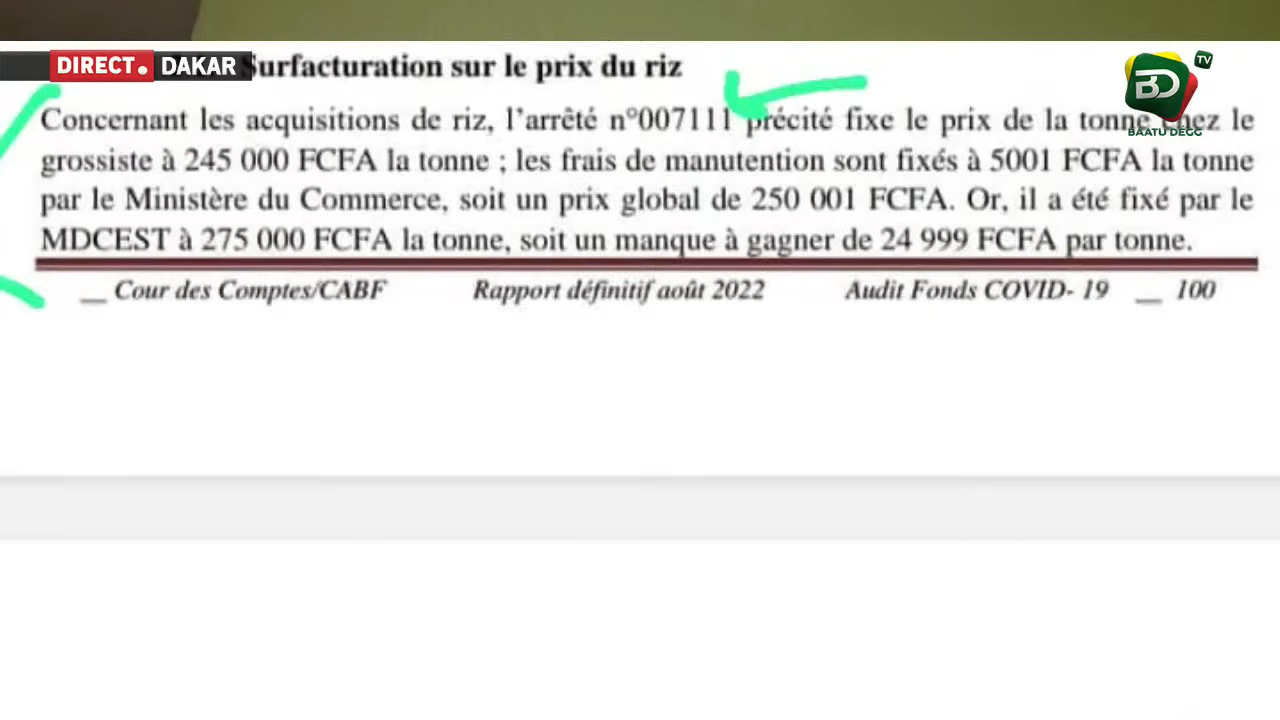 DIRECT. DAKAR
Surfacturation sur le prix du riz
BD TV
BAATU DEGG
Concernant les acquisitions de riz, l’arrêté n°007111 précité fixe le prix de la tonne chez le
grossiste à 245 000 FCFA la tonne ; les frais de manutention sont fixés à 5001 FCFA la tonne
par le Ministère du Commerce, soit un prix global de 250 001 FCFA. Or, il a été fixé par le
MDCEST à 275 000 FCFA la tonne, soit un manque à gagner de 24 999 FCFA par tonne.
__ Cour des Comptes/CABF Rapport définitif août 2022 Audit Fonds COVID- 19 __ 100